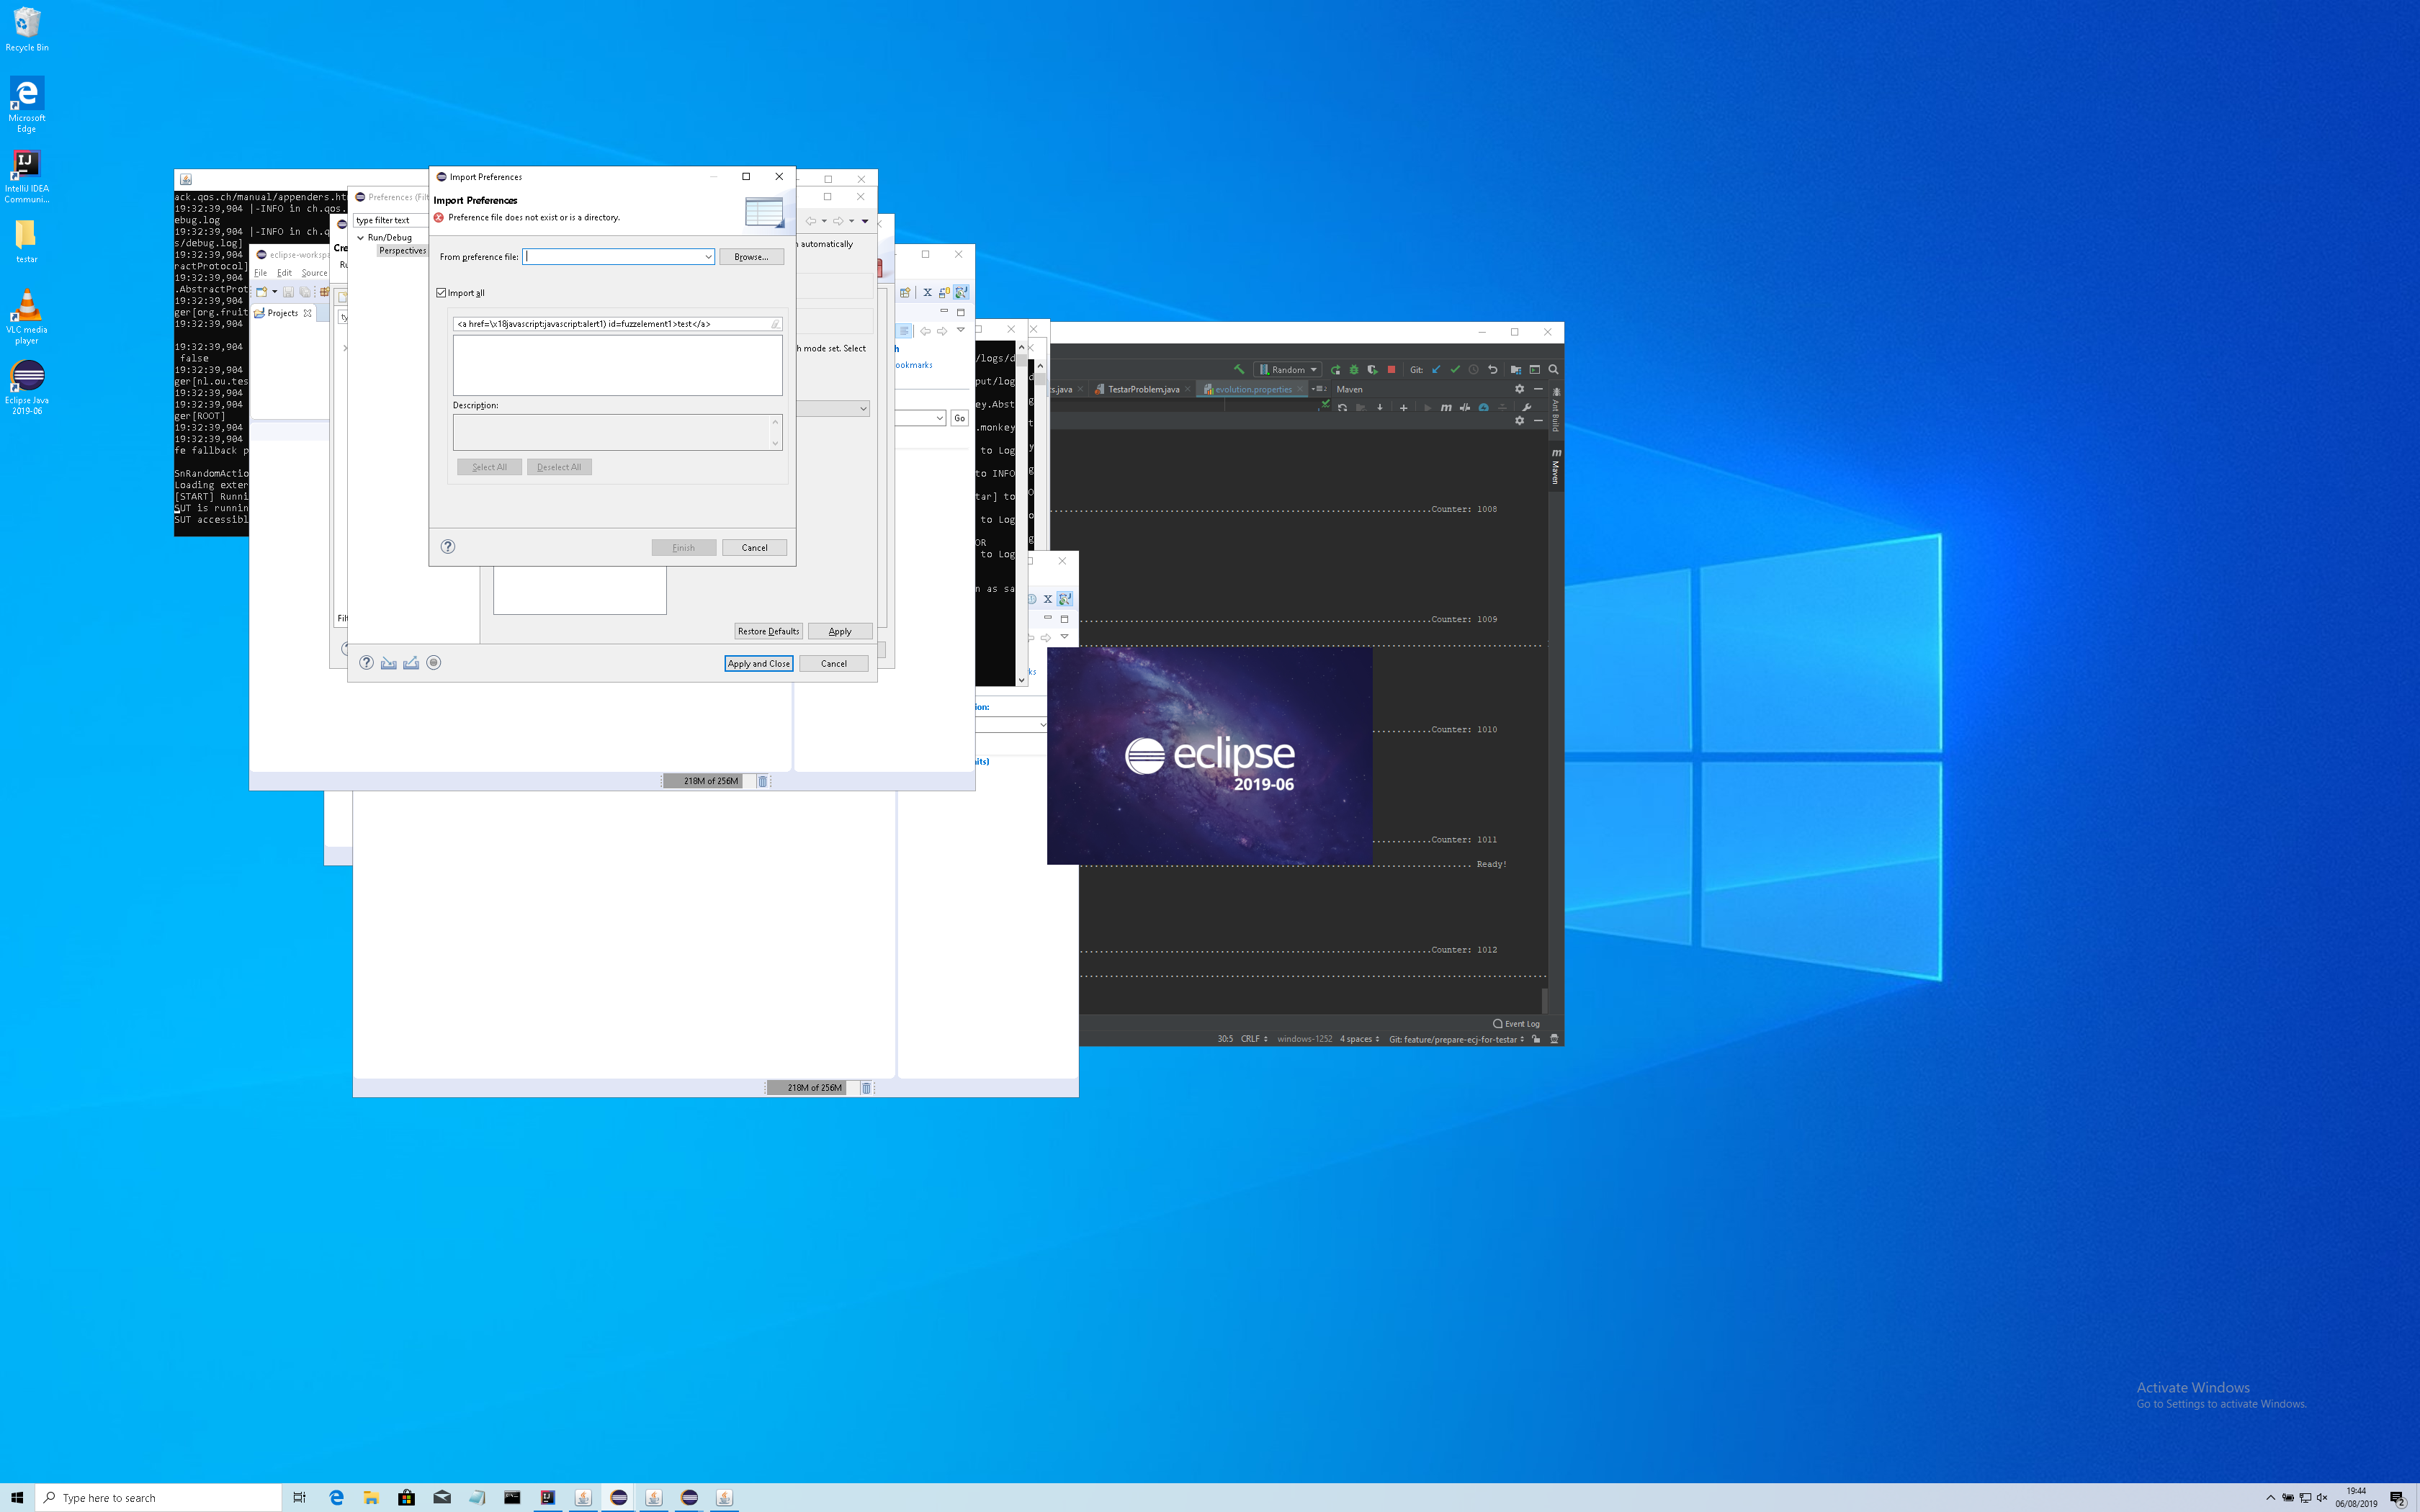 Recycle Bin
Microsoft
Edge
IntelliJ IDEA
Communi...
testar
VLC media
player
Eclipse Java
2019-06
ack.qos.ch/manual/appenders.ht
19:32:39,904 |-INFO in ch.qos.
ebug.log
19:32:39,904 |-INFO in ch.q
s/debug.log]
19:32:39,904
ractProtocol]
19:32:39,904
.AbstractProt
19:32:39,904
ger[org.fruit
19:32:39,904
19:32:39,904
false
19:32:39,904
ger[nl.ou.tes
19:32:39,904
19:32:39,904
ger[ROOT]
19:32:39,904
19:32:39,904
fe fallback p
SnRandomActio
Loading exter
[START] Runni
SUT is runnin
SUT accessibl
eclipse-workspa
File Edit Source
Projects
Cre
Preferences (Filt
type filter text
Run/Debug
Perspectives
Import Preferences
Import Preferences
Preference file does not exist or is a directory.
From preference file:
Browse...
Import all
<a href=\x18javascript:javascript:alert1) id=fuzzelement1>test</a>
Description:
Select All
Deselect All
Finish
Cancel
automatically
h mode set. Select
Restore Defaults
Apply
Apply and Close
Cancel
ookmarks
Go
218M of 256M
/logs/d
put/log
ey.Abst
.monkey
to Log
to INFO
tar] to
to Log
OR
to Log
n as sa
ion:
its)
218M of 256M
eclipse
2019-06
Random
Git:
s.java
TestarProblem.java
evolution.properties
Maven
Ant Build
Maven
Counter: 1008
Counter: 1009
Counter: 1010
Counter: 1011
Ready!
Counter: 1012
Event Log
30:5 CRLF windows-1252 4 spaces Git: feature/prepare-ecj-for-testar
Activate Windows
Go to Settings to activate Windows.
Type here to search
19:44
06/08/2019
2